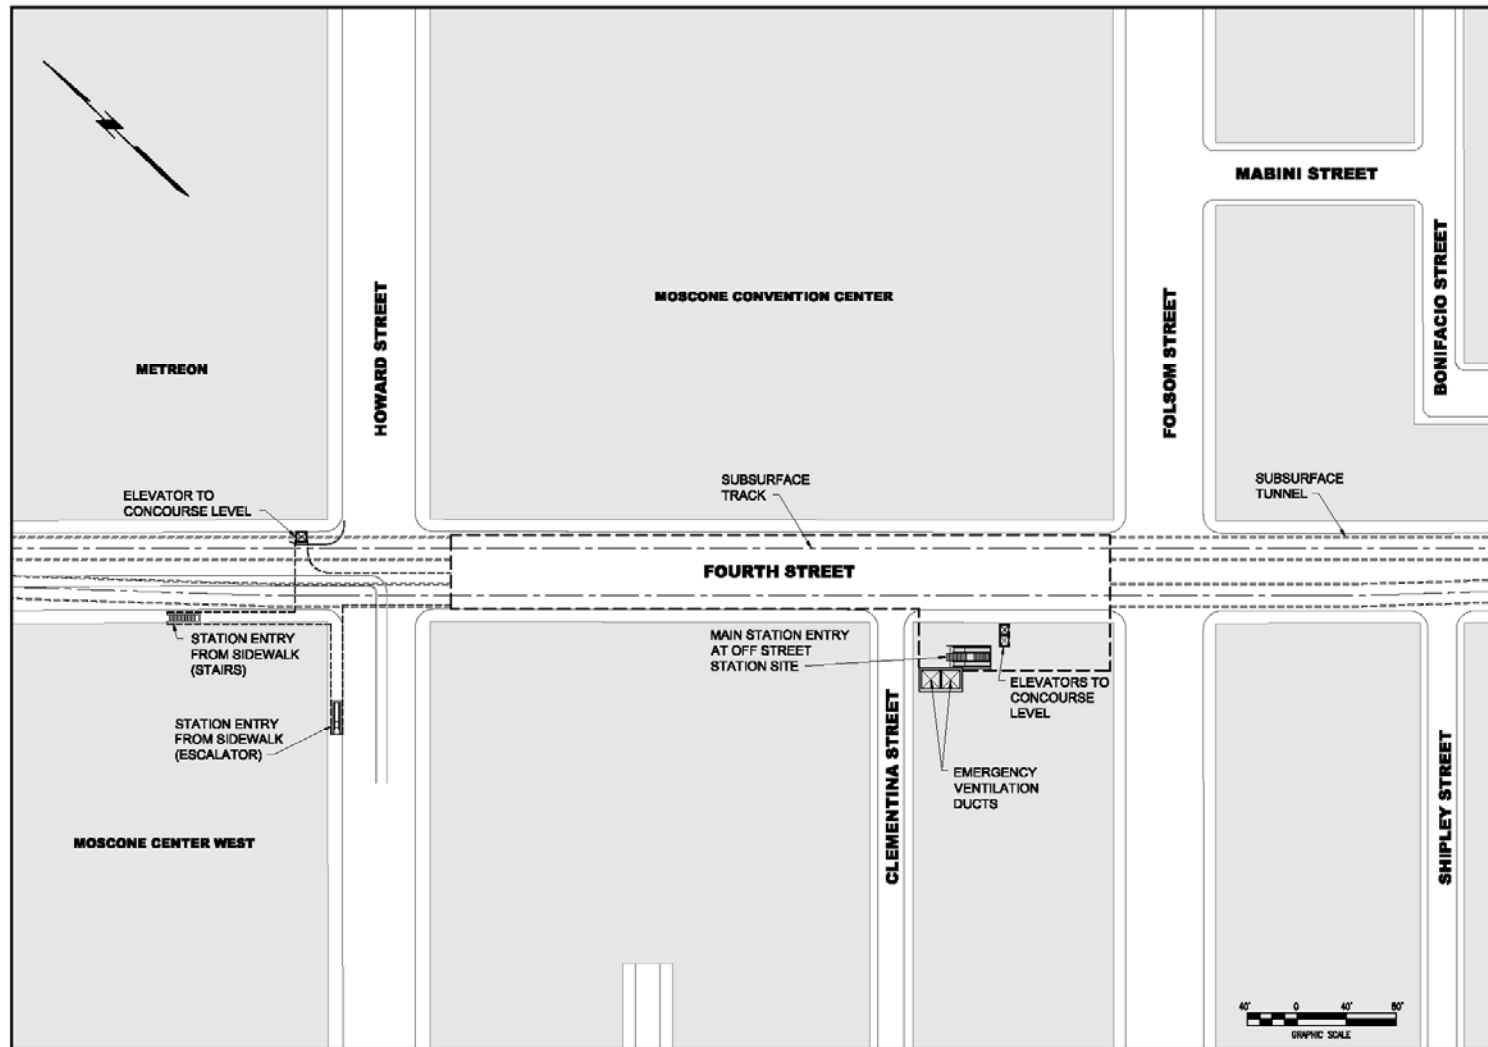 MABINI STREET
BONIFACIO STREET
MOSCONE CONVENTION CENTER
HOWARD STREET
FOLSOM STREET
METREON
ELEVATOR TO
CONCOURSE LEVEL
SUBSURFACE
TRACK
SUBSURFACE
TUNNEL
FOURTH STREET
STATION ENTRY
FROM SIDEWALK
(STAIRS)
MAIN STATION ENTRY
AT OFF STREET
STATION SITE
ELEVATORS TO
CONCOURSE
LEVEL
STATION ENTRY
FROM SIDEWALK
(ESCALATOR)
CLEMENTINA STREET
EMERGENCY
VENTILATION
DUCTS
SHIPLEY STREET
MOSCONE CENTER WEST
40' 0 40' 80'
GRAPHIC SCALE